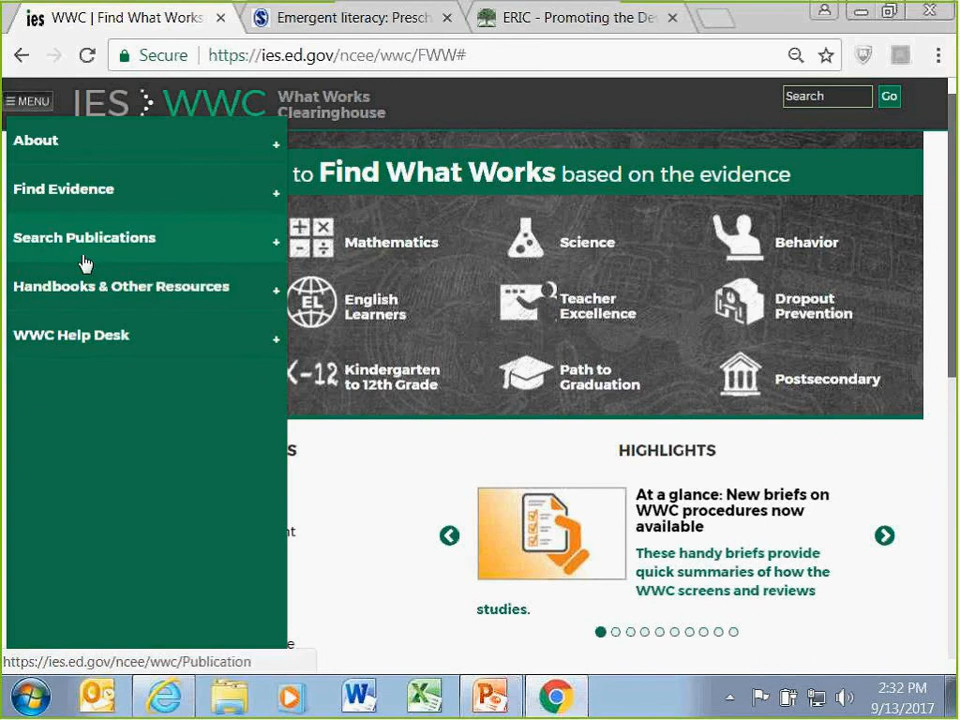 ies WWC | Find What Works
Emergent literacy: Presch
ERIC - Promoting the De
Secure
https://ies.ed.gov/ncee/wwc/FWW#
MENU
IES WWC What Works
Clearinghouse
Search
Go
About
Find Evidence
Search Publications
Handbooks & Other Resources
WWC Help Desk
to Find What Works based on the evidence
Mathematics
Science
Behavior
EL
English
Learners
Teacher
Excellence
Dropout
Prevention
K-12
Kindergarten
to 12th Grade
Path to
Graduation
Postsecondary
S
HIGHLIGHTS
nt
At a glance: New briefs on
WWC procedures now
available
These handy briefs provide
quick summaries of how the
WWC screens and reviews
studies.
e
https://ies.ed.gov/ncee/wwc/Publication
2:32 PM
9/13/2017